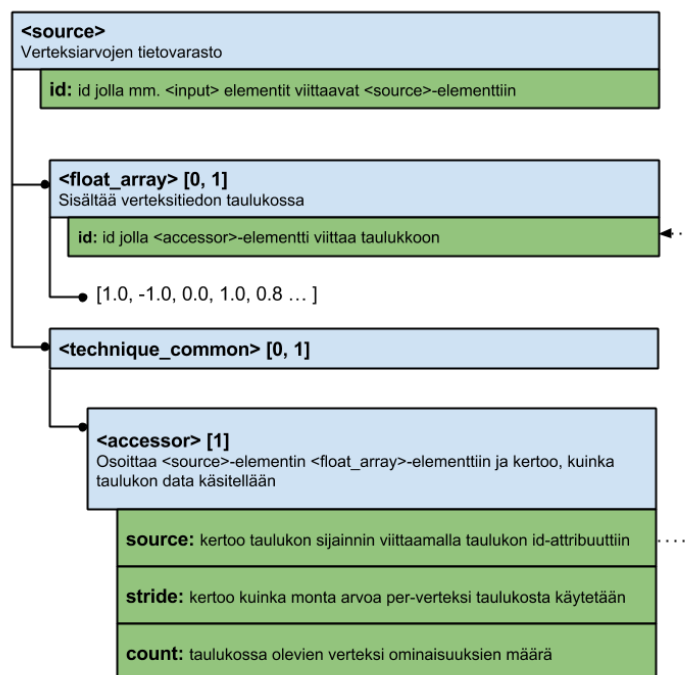 <source>
Verteksiarvojen tietovarasto
id: id jolla mm. <input> elementit viittaavat <source>-elementtiin
<float_array> [0, 1]
Sisältää verteksitiedon taulukossa
id: id jolla <accessor>-elementti viittaa taulukkoon
[1.0, -1.0, 0.0, 1.0, 0.8 … ]
<technique_common> [0, 1]
<accessor> [1]
Osoittaa <source>-elementin <float_array>-elementtiin ja kertoo, kuinka
taulukon data käsitellään
source: kertoo taulukon sijainnin viittaamalla taulukon id-attribuuttiin
stride: kertoo kuinka monta arvoa per-verteksi taulukosta käytetään
count: taulukossa olevien verteksi ominaisuuksien määrä